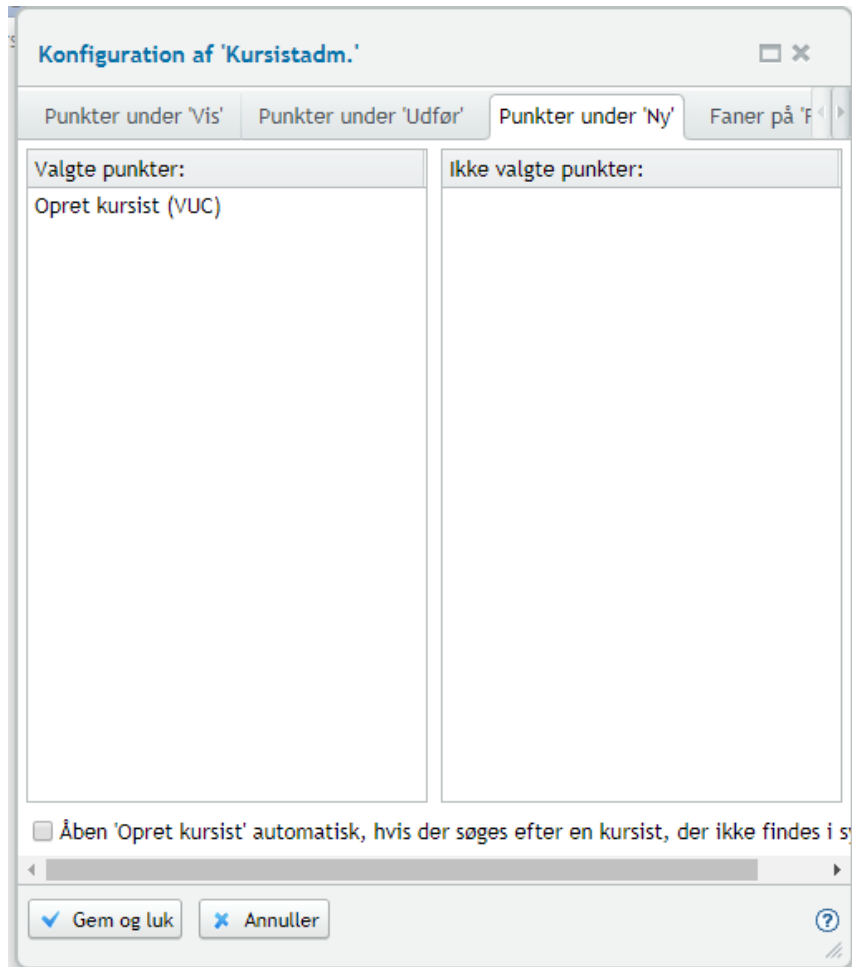 Konfiguration af 'Kursistadm.'
Punkter under 'Vis' Punkter under 'Udfør' Punkter under 'Ny' Faner på
Valgte punkter: Ikke valgte punkter:
Opret kursist (VUC)
Åben 'Opret kursist' automatisk, hvis der søges efter en kursist, der ikke findes i
Gem og luk Annuller